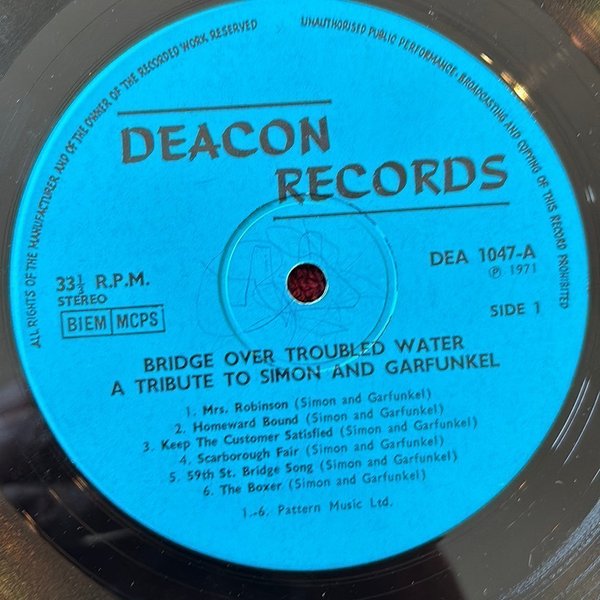 ALL RIGHTS OF THE MANUFACTURER, AND OF THE OWNER OF THE RECORDED WORK RESERVED
UNAUTHORISED PUBLIC PERFORMANCE, BROADCASTING AND COPYING OF THIS RECORD PROHIBITED
DEACON
RECORDS
33⅓ R.P.M.
STEREO
BIEM MCPS
DEA 1047-A
℗ 1971
SIDE 1
BRIDGE OVER TROUBLED WATER
A TRIBUTE TO SIMON AND GARFUNKEL
1. Mrs. Robinson (Simon and Garfunkel)
2. Homeward Bound (Simon and Garfunkel)
3. Keep The Customer Satisfied (Simon and Garfunkel)
4. Scarborough Fair (Simon and Garfunkel)
5. 59th St. Bridge Song (Simon and Garfunkel)
6. The Boxer (Simon and Garfunkel)
1.-6. Pattern Music Ltd.